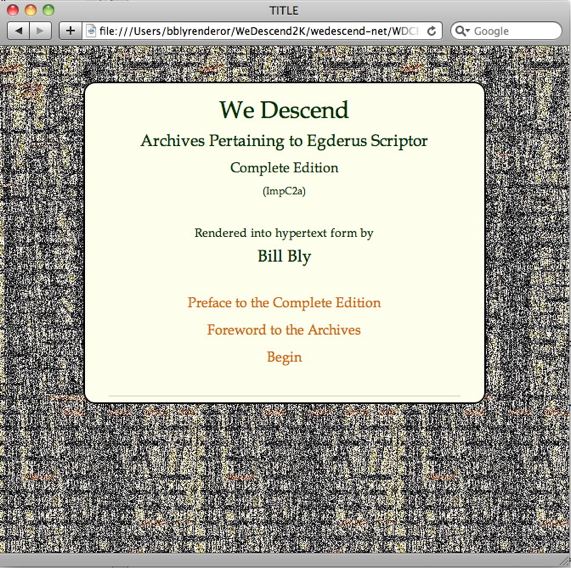 TITLE
file:///Users/bblyrenderor/WeDescend2K/wedescend-net/WDC
Google
We Descend
Archives Pertaining to Egderus Scriptor
Complete Edition
(ImpC2a)
Rendered into hypertext form by
Bill Bly
Preface to the Complete Edition
Foreword to the Archives
Begin